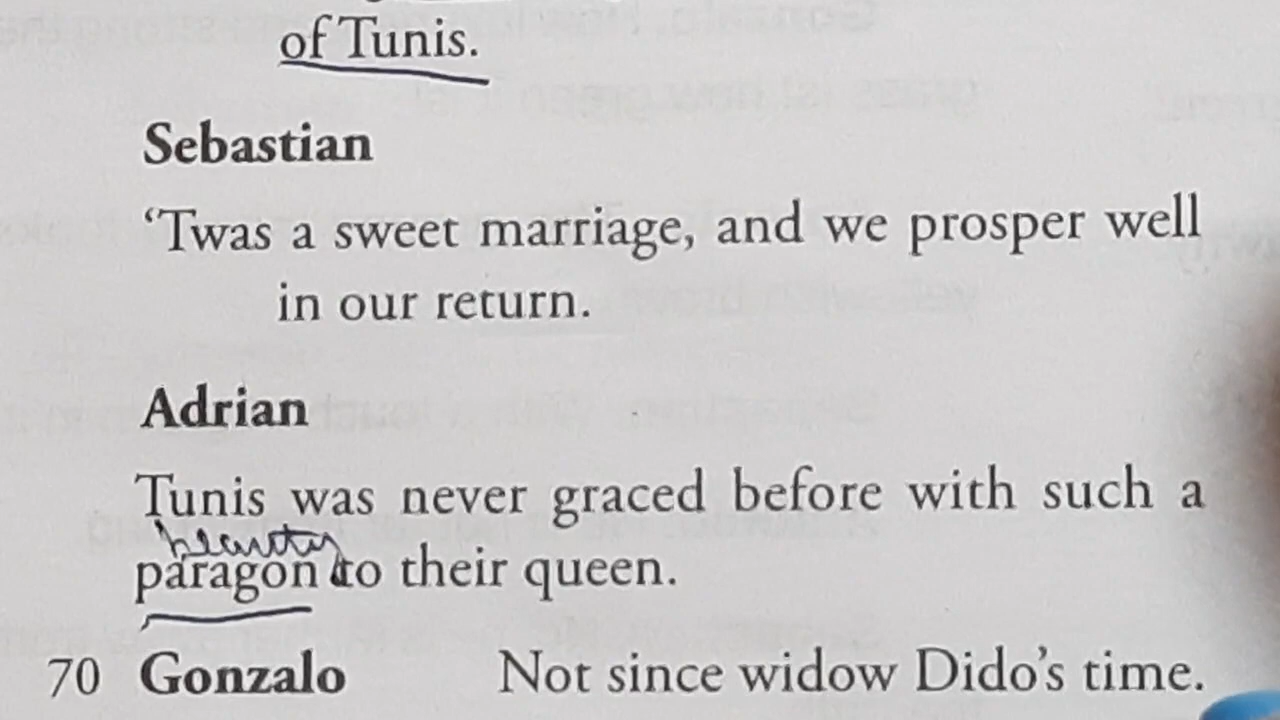 of Tunis.
Sebastian
‘Twas a sweet marriage, and we prosper well
in our return.
Adrian
Tunis was never graced before with such a
beauty
paragon to their queen.
70 Gonzalo Not since widow Dido’s time.